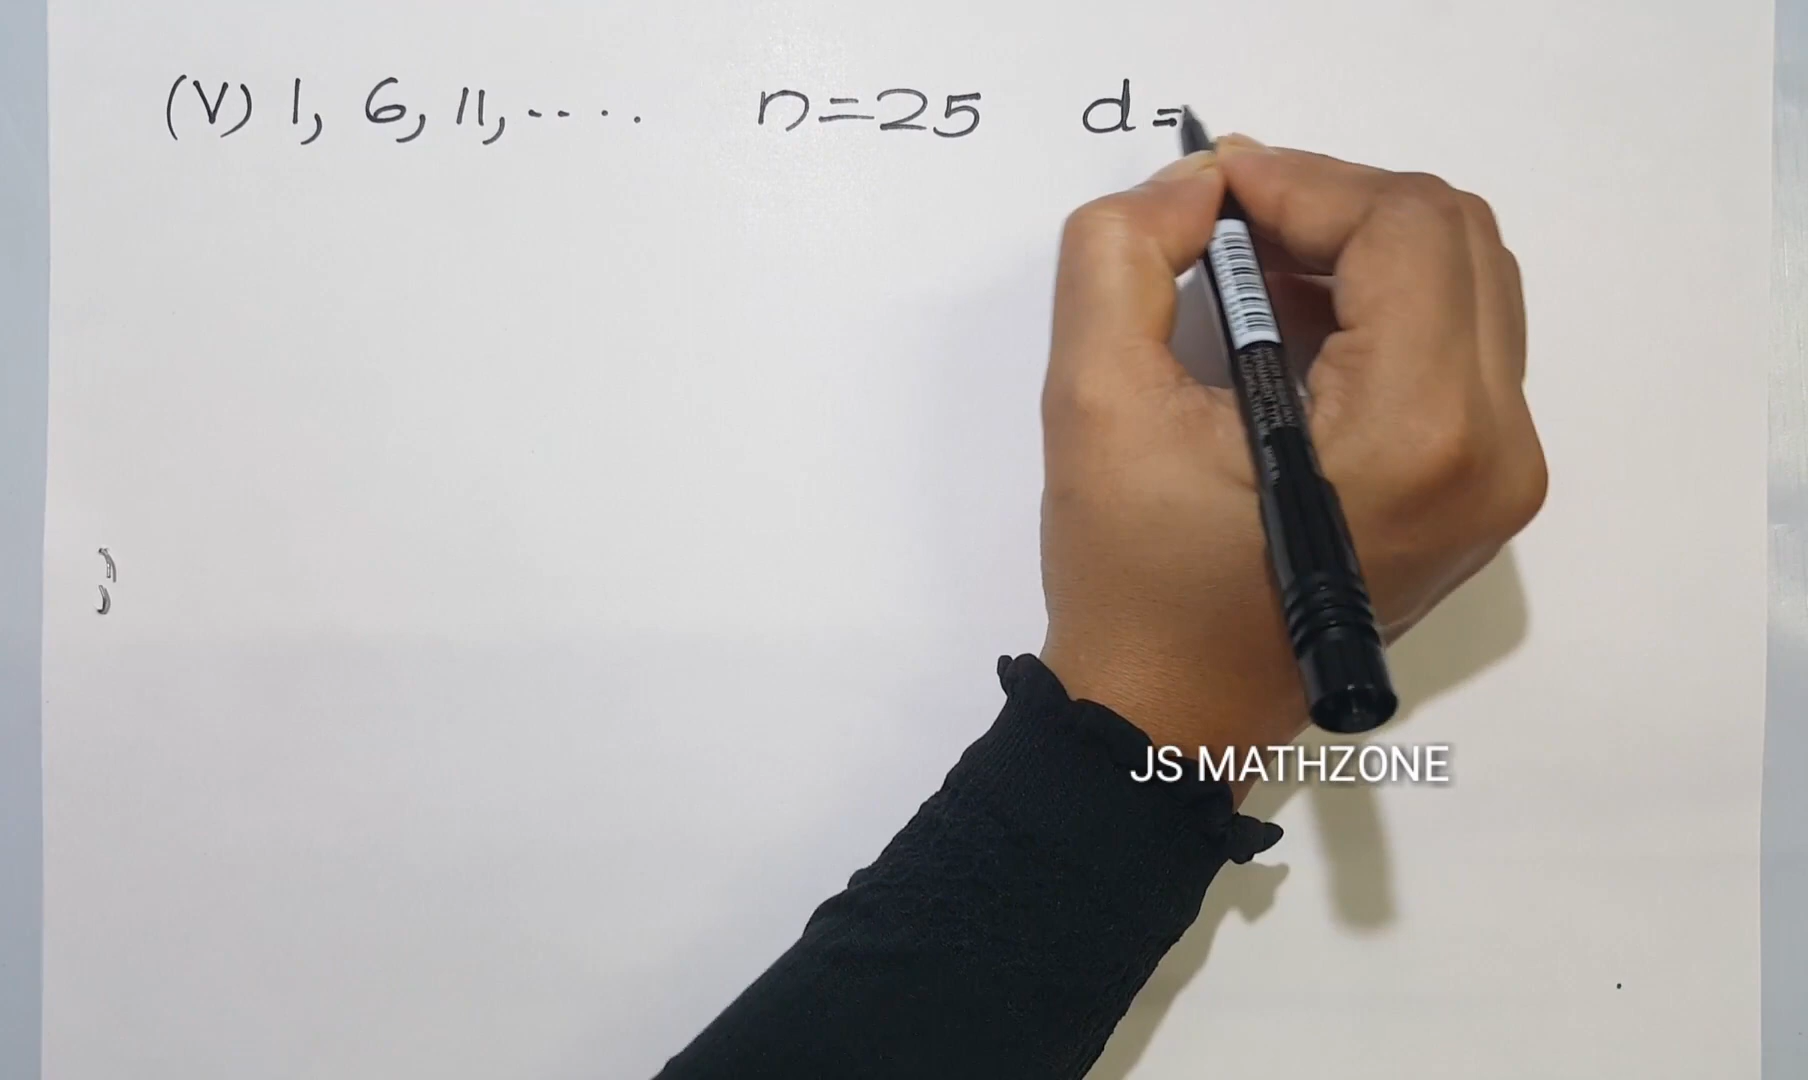 (V) 1, 6, 11, ..... n=25 d=
JS MATHZONE